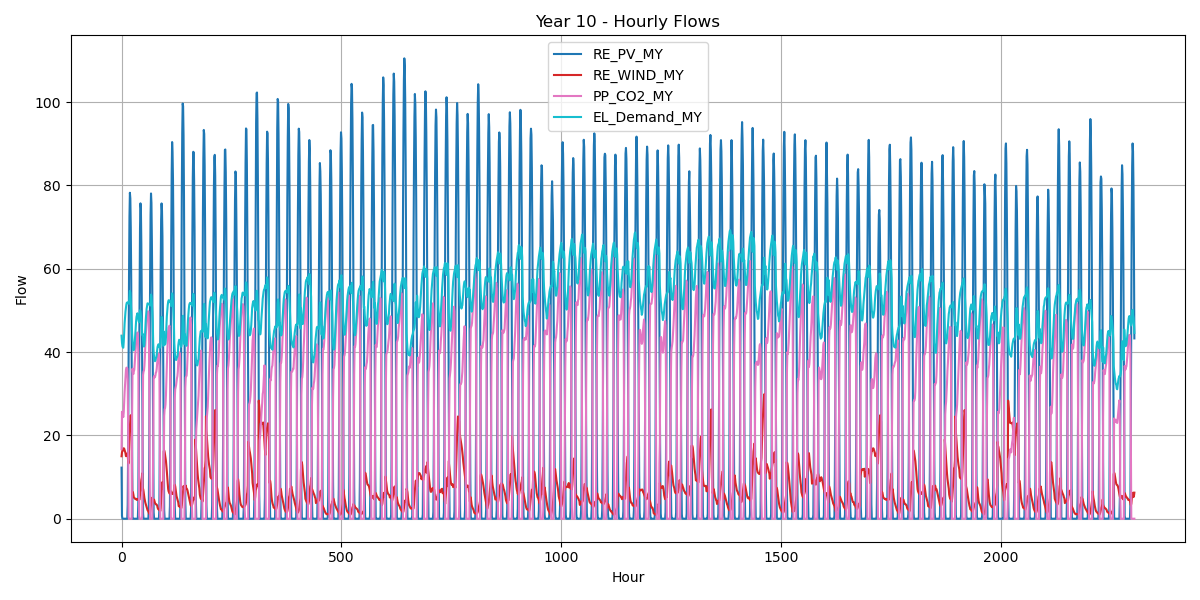 Year 10 - Hourly Flows
RE_PV_MY
RE_WIND_MY
PP_CO2_MY
EL_Demand_MY
Flow
100
80
60
40
20
0
0
500
1000
1500
2000
Hour